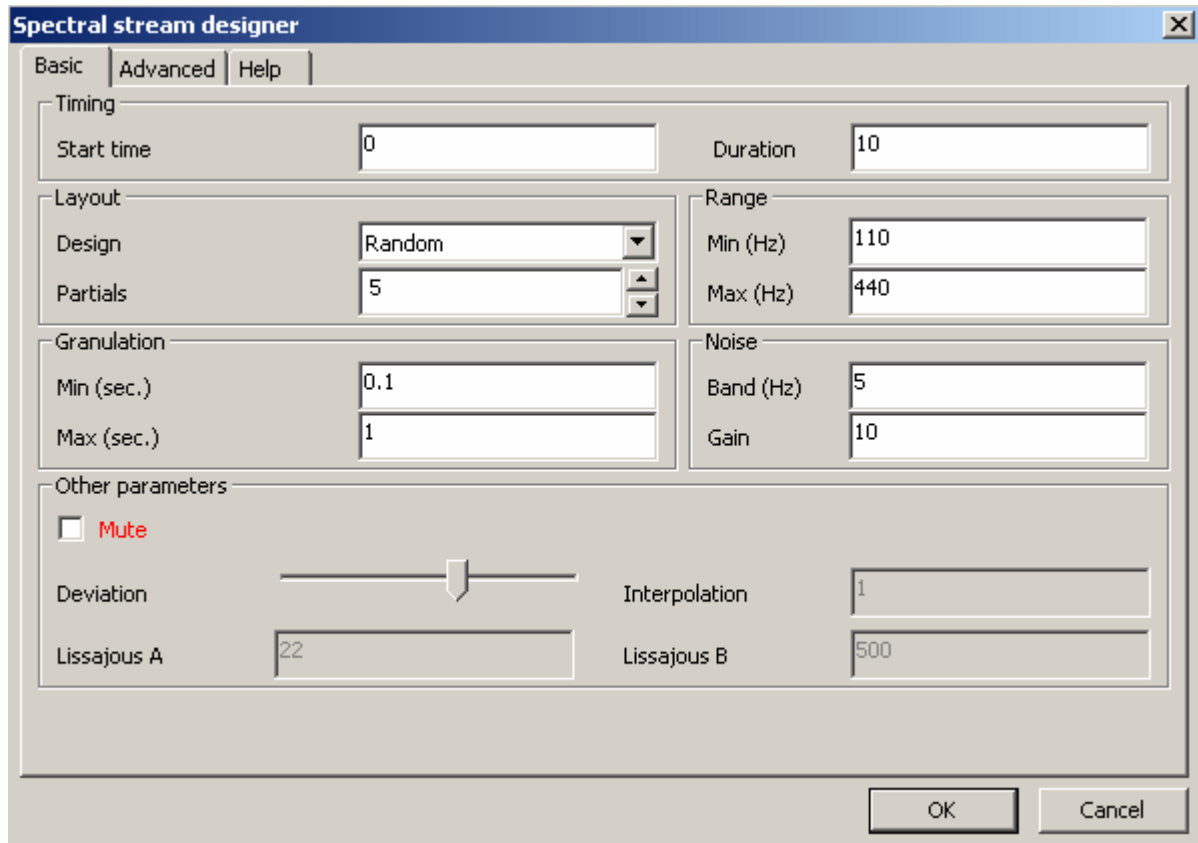 Spectral stream designer
Basic Advanced Help
Timing
Start time 0 Duration 10
Layout Range
Design Random Min (Hz) 110
Partials 5 Max (Hz) 440
Granulation Noise
Min (sec.) 0.1 Band (Hz) 5
Max (sec.) 1 Gain 10
Other parameters
Mute
Deviation Interpolation 1
Lissajous A 22 Lissajous B 500
OK Cancel